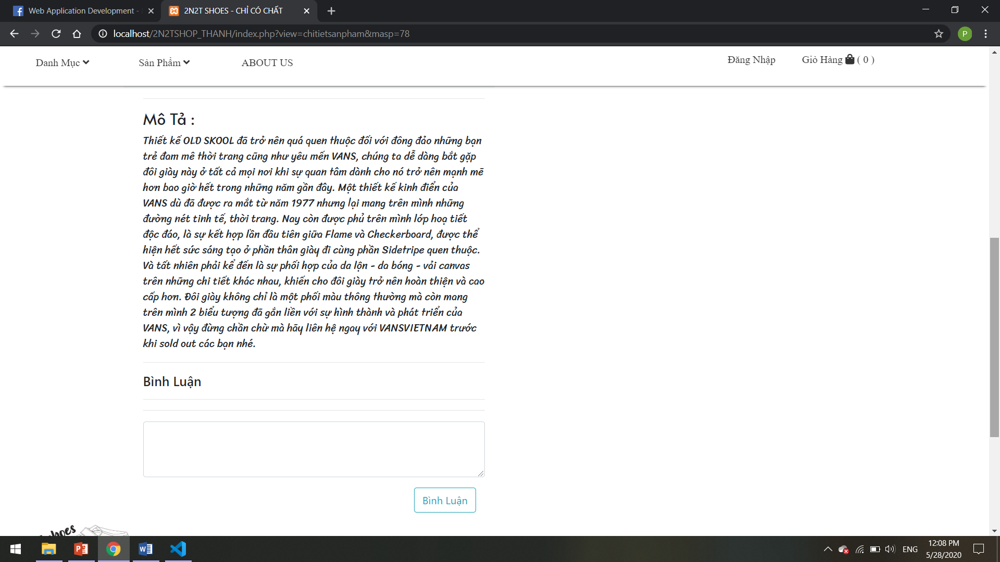 Web Application Development -
2N2T SHOES - CHỈ CÓ CHẤT
localhost/2N2TSHOP_THANH/index.php?view=chitietsanpham&masp=78
P
Danh Mục
Sản Phẩm
ABOUT US
Đăng Nhập
Giỏ Hàng ( 0 )
Mô Tả :
Thiết kế OLD SKOOL đã trở nên quá quen thuộc đối với đông đảo những bạn
trẻ đam mê thời trang cũng như yêu mến VANS, chúng ta dễ dàng bắt gặp
đôi giày này ở tất cả mọi nơi khi sự quan tâm dành cho nó trở nên mạnh mẽ
hơn bao giờ hết trong những năm gần đây. Một thiết kế kinh điển của
VANS dù đã được ra mắt từ năm 1977 nhưng lại mang trên mình những
đường nét tinh tế, thời trang. Nay còn được phủ trên mình lớp hoạ tiết
độc đáo, là sự kết hợp lần đầu tiên giữa Flame và Checkerboard, được thể
hiện hết sức sáng tạo ở phần thân giày đi cùng phần Sidetripe quen thuộc.
Và tất nhiên phải kể đến là sự phối hợp của da lộn - da bóng - vải canvas
trên những chi tiết khác nhau, khiến cho đôi giày trở nên hoàn thiện và cao
cấp hơn. Đôi giày không chỉ là một phối màu thông thường mà còn mang
trên mình 2 biểu tượng đã gắn liền với sự hình thành và phát triển của
VANS, vì vậy đừng chần chừ mà hãy liên hệ ngay với VANSVIETNAM trước
khi sold out các bạn nhé.
Bình Luận
Bình Luận
ENG
12:08 PM
5/28/2020